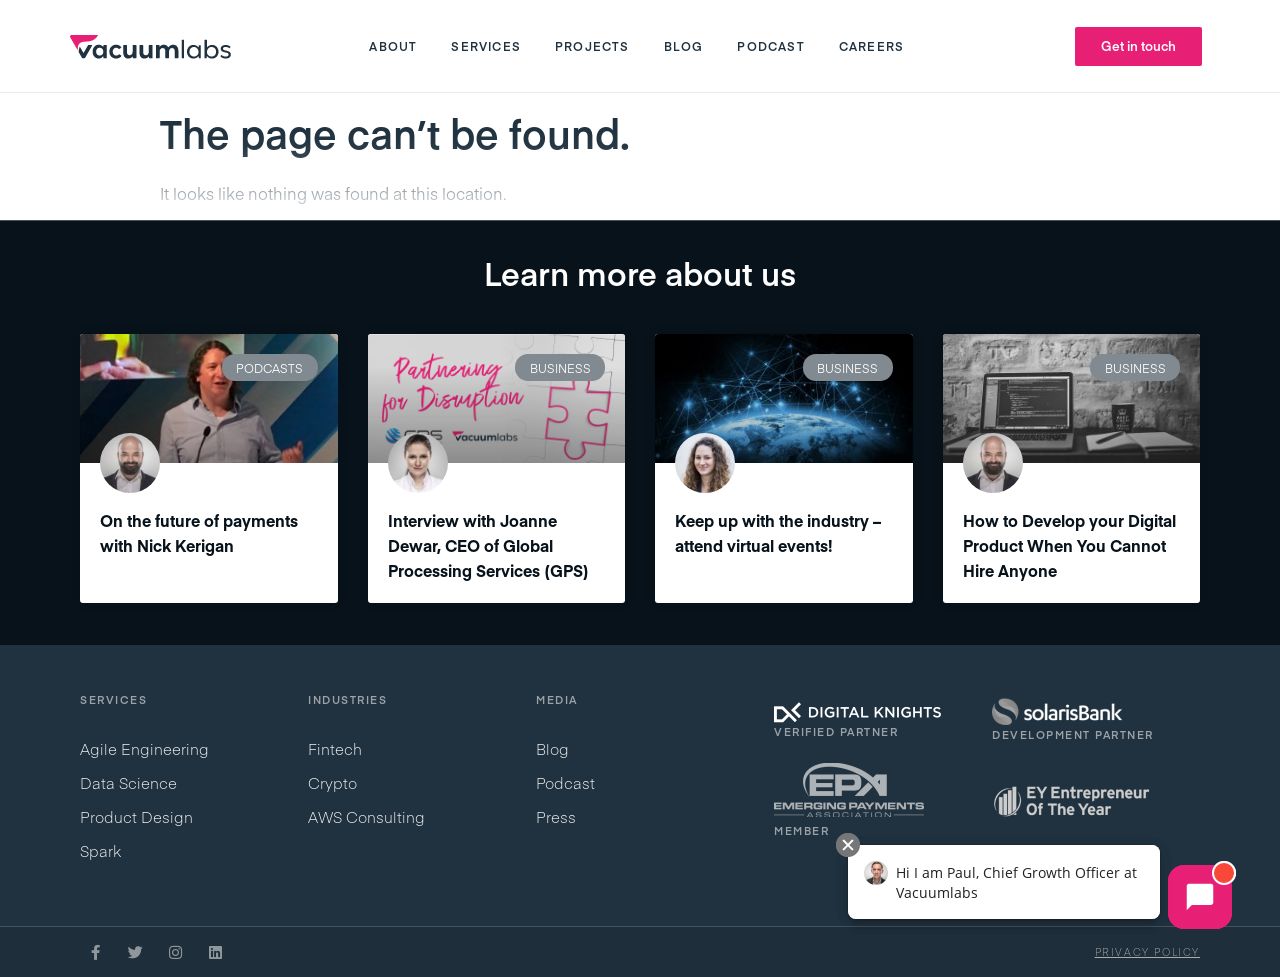 vacuumlabs
ABOUT SERVICES PROJECTS BLOG PODCAST CAREERS
Get in touch
The page can’t be found.
It looks like nothing was found at this location.
Learn more about us
PODCASTS
On the future of payments
with Nick Kerigan
BUSINESS
Partnering
for Disruption
GPS vacuumlabs
Interview with Joanne
Dewar, CEO of Global
Processing Services (GPS)
BUSINESS
Keep up with the industry –
attend virtual events!
BUSINESS
How to Develop your Digital
Product When You Cannot
Hire Anyone
SERVICES
Agile Engineering
Data Science
Product Design
Spark
INDUSTRIES
Fintech
Crypto
AWS Consulting
MEDIA
Blog
Podcast
Press
DIGITAL KNIGHTS
VERIFIED PARTNER
solarisBank
DEVELOPMENT PARTNER
EPA
EMERGING PAYMENTS
ASSOCIATION
MEMBER
EY Entrepreneur
Of The Year
Hi I am Paul, Chief Growth Officer at
Vacuumlabs
PRIVACY POLICY